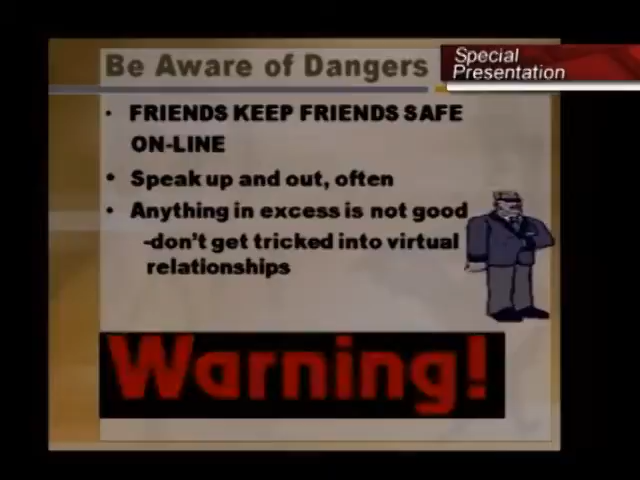 Be Aware of Dangers
Special
Presentation
• FRIENDS KEEP FRIENDS SAFE
ON-LINE
• Speak up and out, often
• Anything in excess is not good
-don't get tricked into virtual
relationships
Warning!